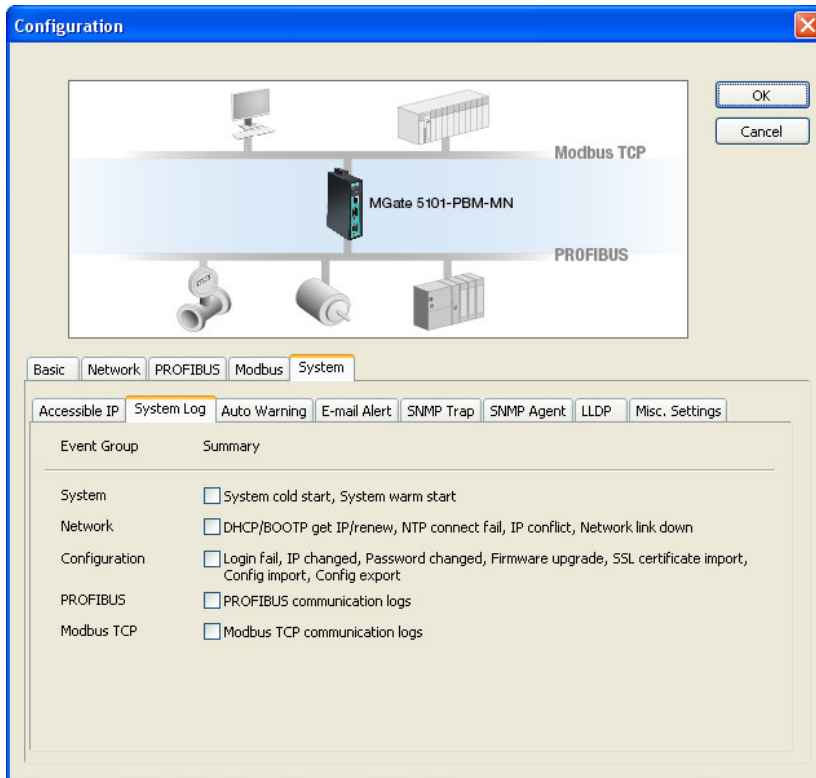 Configuration
OK
Cancel
Modbus TCP
MGate 5101-PBM-MN
PROFIBUS
Basic Network PROFIBUS Modbus System
Accessible IP System Log Auto Warning E-mail Alert SNMP Trap SNMP Agent LLDP Misc. Settings
Event Group Summary
System System cold start, System warm start
Network DHCP/BOOTP get IP/renew, NTP connect fail, IP conflict, Network link down
Configuration Login fail, IP changed, Password changed, Firmware upgrade, SSL certificate import,
Config import, Config export
PROFIBUS PROFIBUS communication logs
Modbus TCP Modbus TCP communication logs